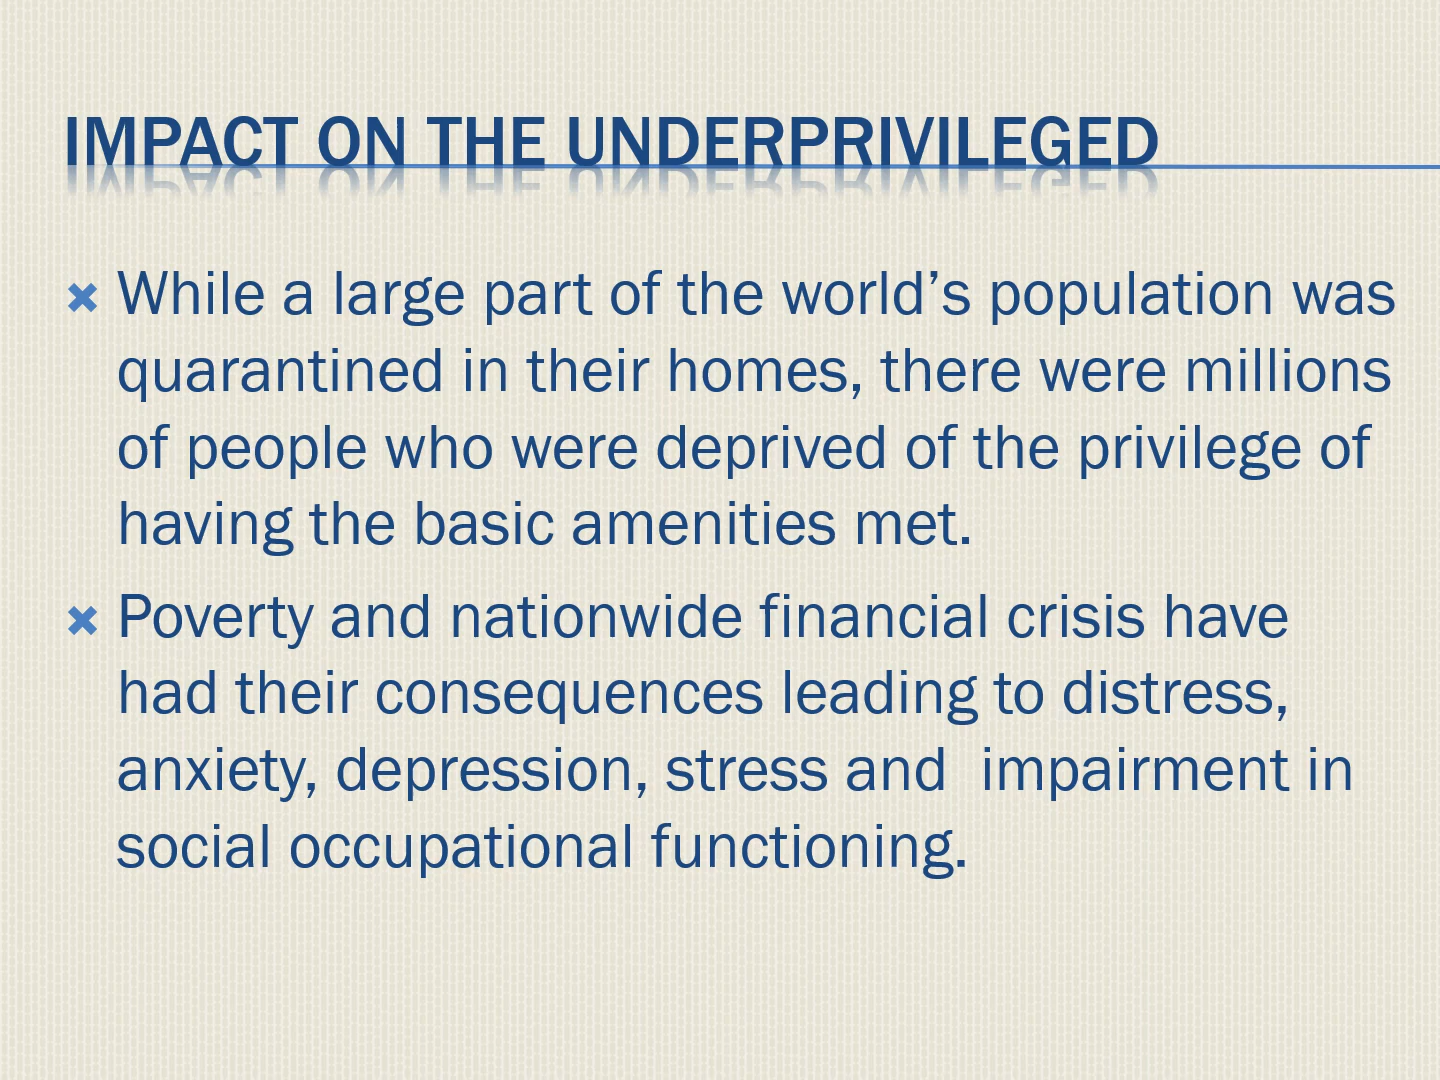 IMPACT ON THE UNDERPRIVILEGED
While a large part of the world’s population was
quarantined in their homes, there were millions
of people who were deprived of the privilege of
having the basic amenities met.
Poverty and nationwide financial crisis have
had their consequences leading to distress,
anxiety, depression, stress and  impairment in
social occupational functioning.